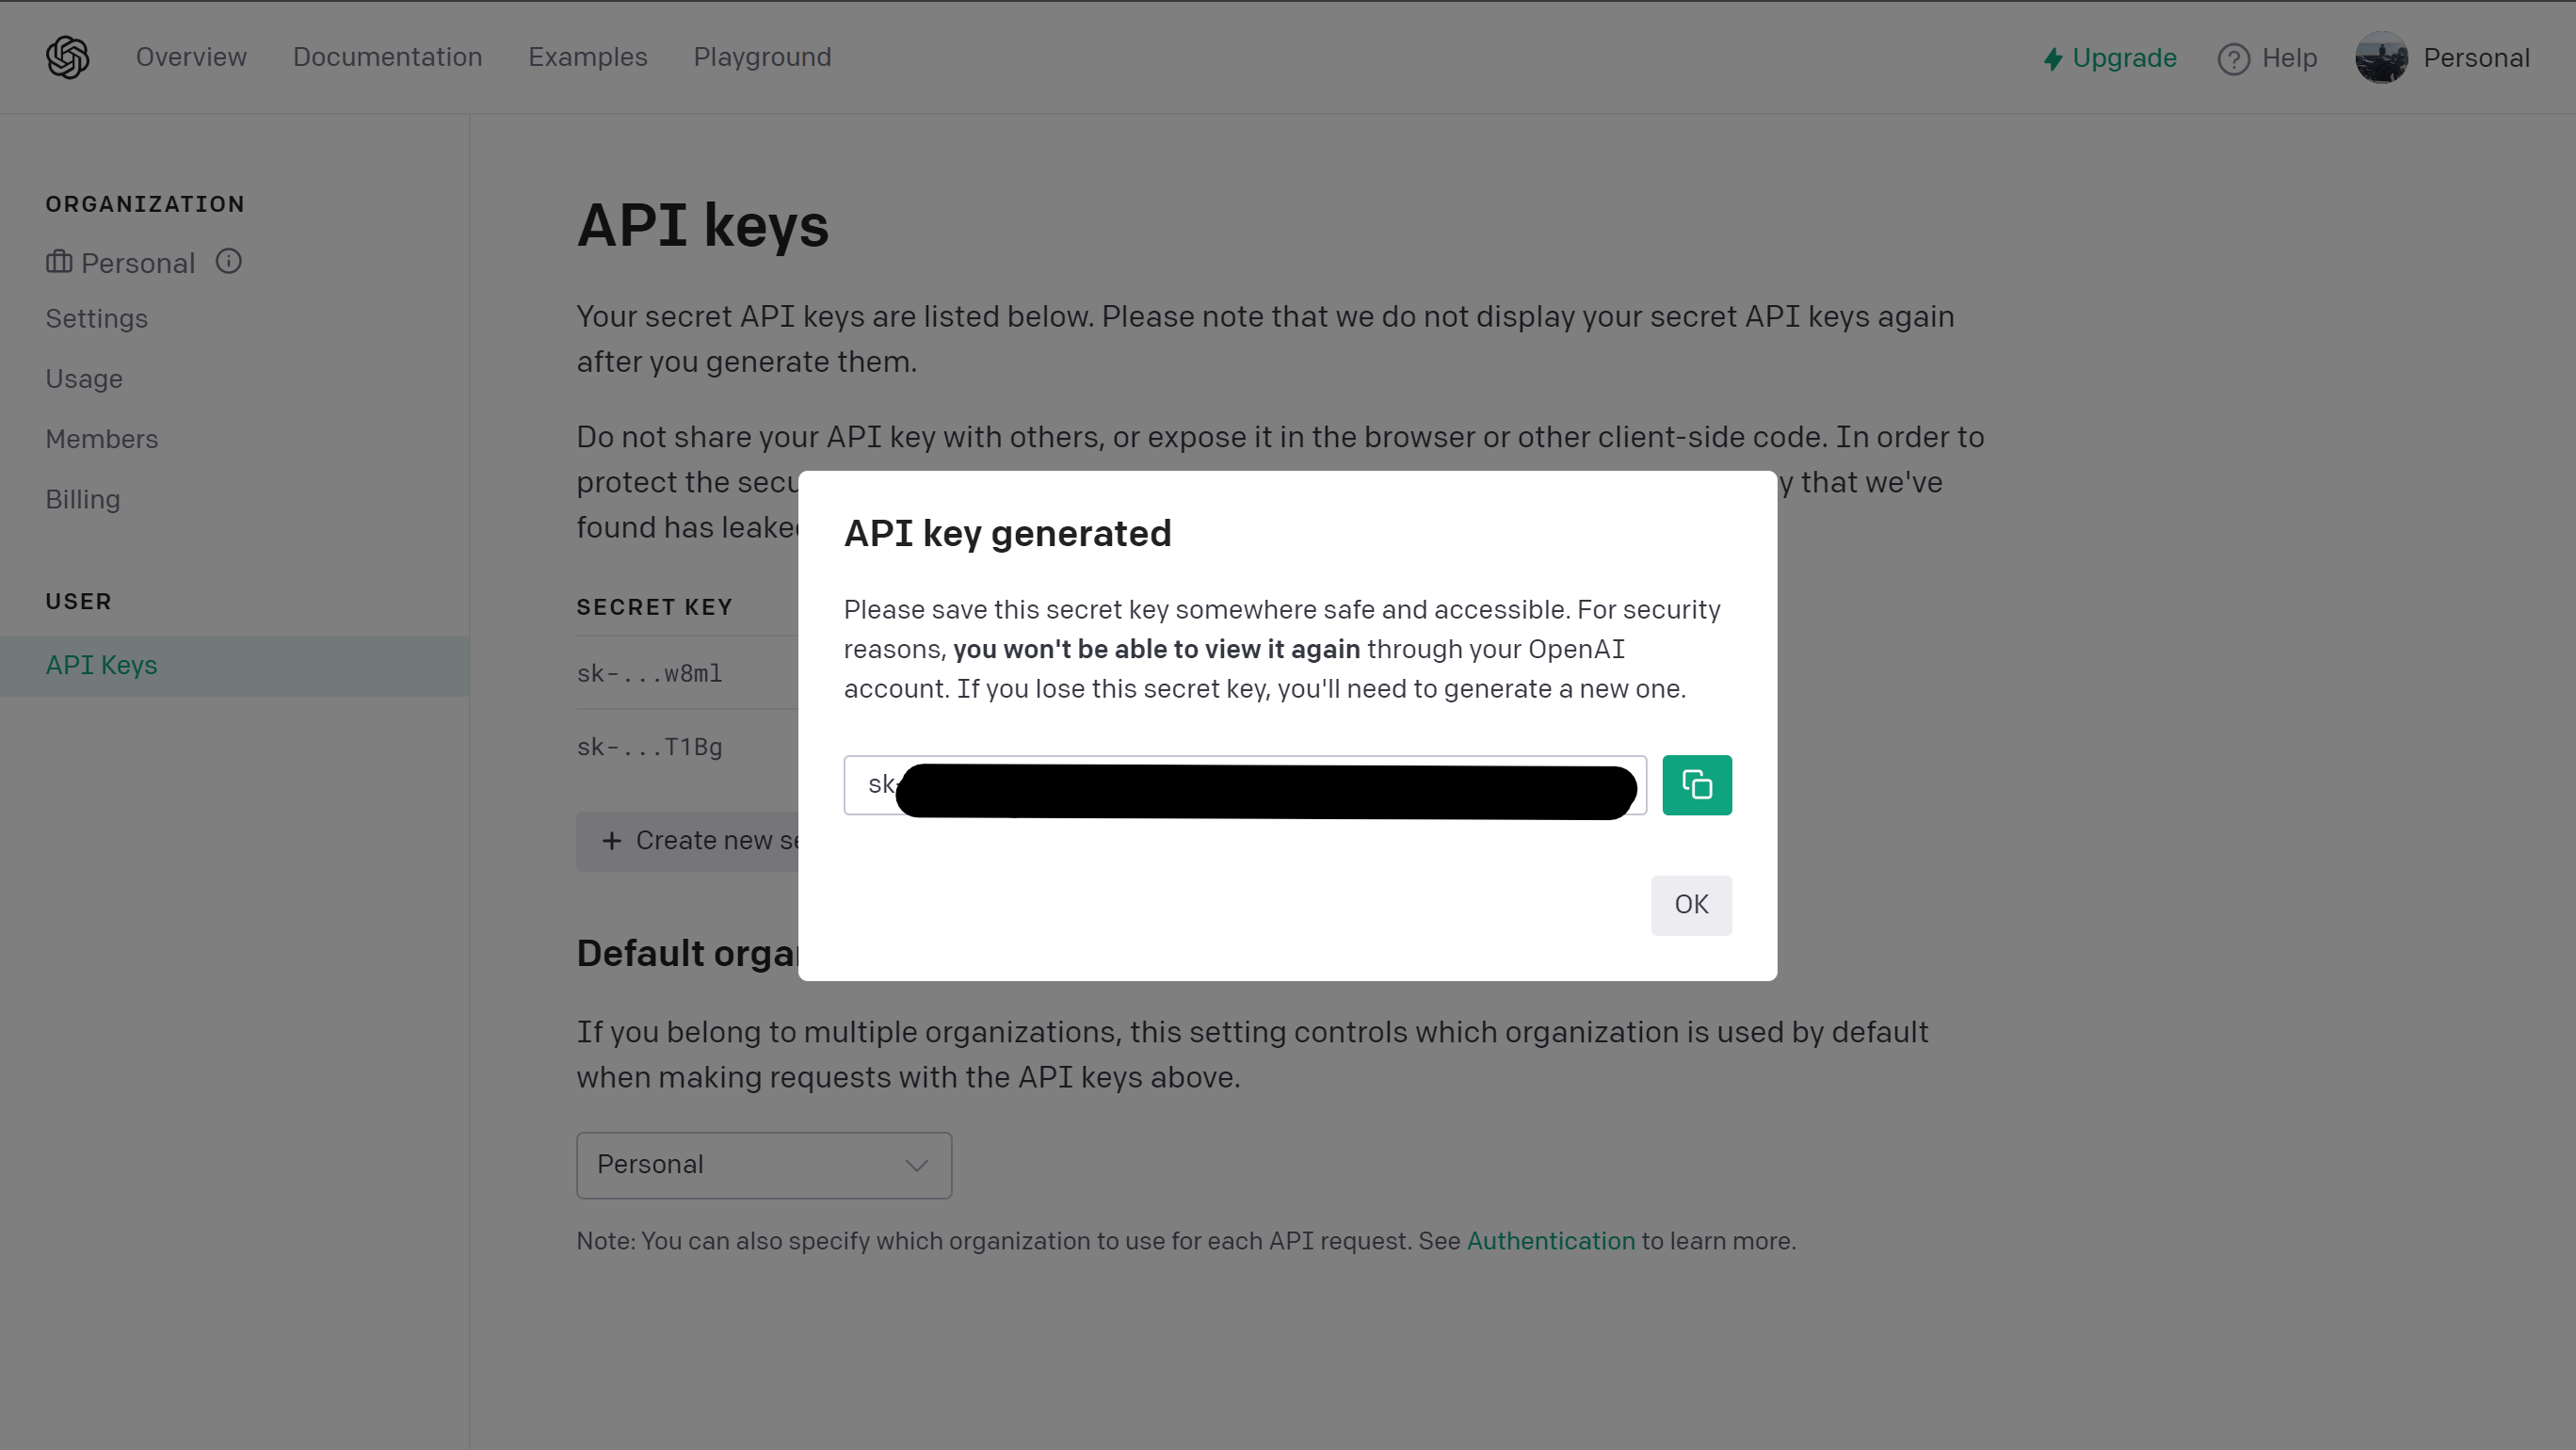 Overview Documentation Examples Playground
Upgrade Help Personal
ORGANIZATION
Personal
Settings
Usage
Members
Billing
USER
API Keys
API keys
Your secret API keys are listed below. Please note that we do not display your secret API keys again
after you generate them.
Do not share your API key with others, or expose it in the browser or other client-side code. In order to
protect the secu
y that we've
found has leaked
SECRET KEY
sk-...w8ml
sk-...T1Bg
+ Create new se
Default orga
If you belong to multiple organizations, this setting controls which organization is used by default
when making requests with the API keys above.
Personal
Note: You can also specify which organization to use for each API request. See Authentication to learn more.
API key generated
Please save this secret key somewhere safe and accessible. For security
reasons, you won't be able to view it again through your OpenAI
account. If you lose this secret key, you'll need to generate a new one.
sk-
OK